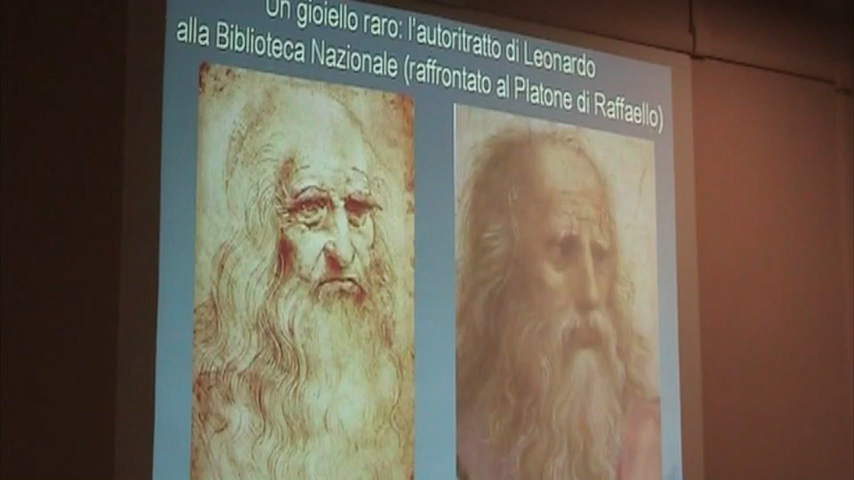 Un gioiello raro: l'autoritratto di Leonardo
alla Biblioteca Nazionale (raffrontato al Platone di Raffaello)